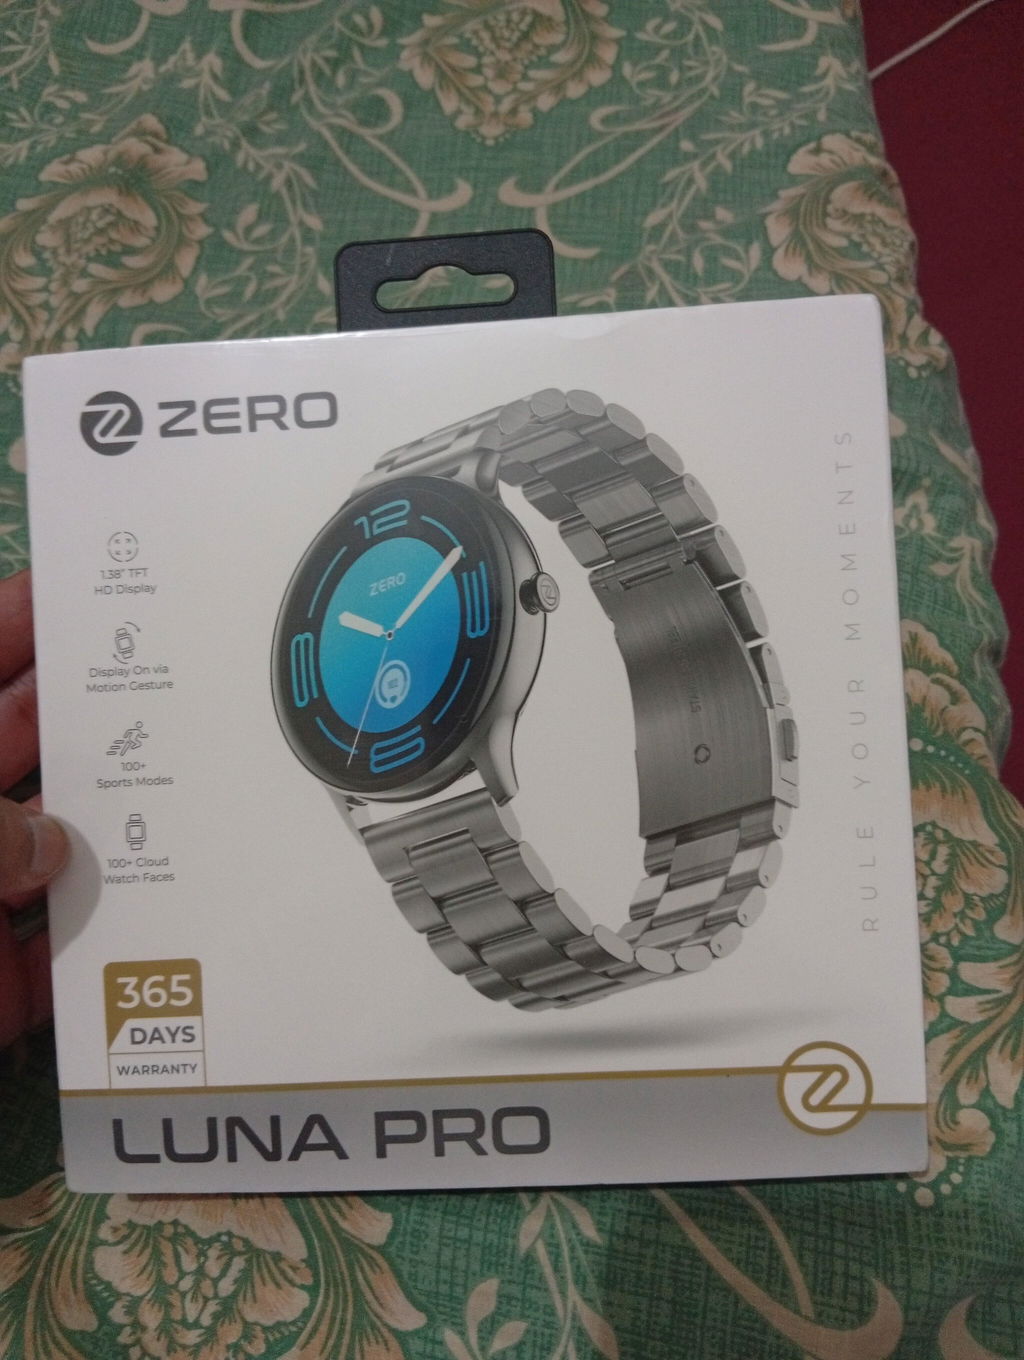 ZERO
1.38" TFT
HD Display
Display On via
Motion Gesture
100+
Sports Modes
100+ Cloud
Watch Faces
12
ZERO
6
RULE YOUR MOMENTS
365
DAYS
WARRANTY
LUNA PRO